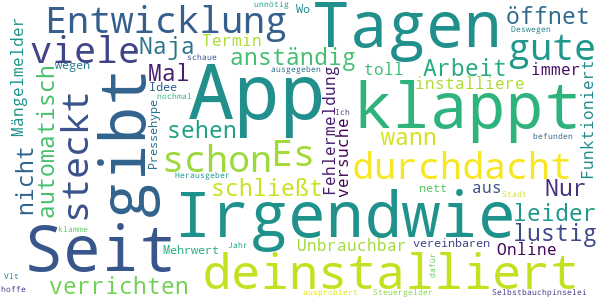 unnötig
Wo
Deswegen
Entwicklung
Tagen
öffnet
Mängelmelder
viele
Naja
Termin
gute
Wegen
schaue
ausgegeben
anständig
Mal
App
toll
Arbeit
immer
Idee
nochmal
installiere
automatisch
gibt
klappt
Funktioniert
steckt
Pressehype
sehen
Fehlermeldung
versuche
Ich
wann
befunden
nicht
schon
Es
durchdacht
Herausgeber
schließt
nett
aus
Nur
Stadt
Irgendwie
leider
klamme
Seit
Mehrwert
Jahr
Unbrauchbar
vereinbaren
Online
lustig
dafür
Vlt
hoffe
verrichten
deinstalliert
ausprobiert
Steuergelder
Selbstbauchpinselei